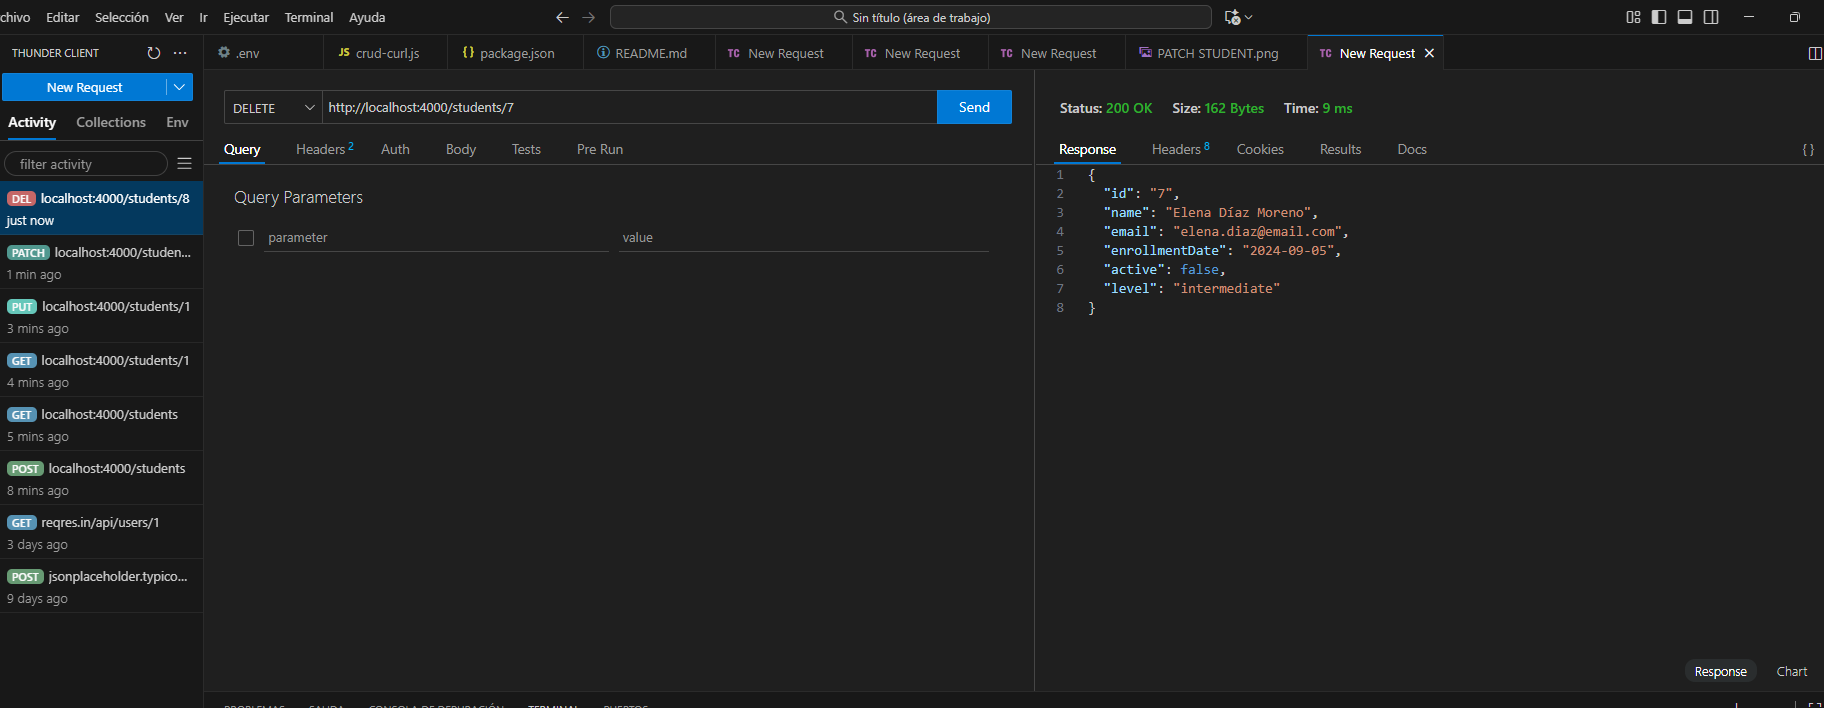 chivo Editar Selección Ver Ir Ejecutar Terminal Ayuda
Sin título (área de trabajo)
THUNDER CLIENT
.env
JS crud-curl.js
{} package.json
README.md
TC New Request
TC New Request
TC New Request
PATCH STUDENT.png
TC New Request
New Request
Activity Collections Env
filter activity
DEL localhost:4000/students/8
just now
PATCH localhost:4000/studen...
1 min ago
PUT localhost:4000/students/1
3 mins ago
GET localhost:4000/students/1
4 mins ago
GET localhost:4000/students
5 mins ago
POST localhost:4000/students
8 mins ago
GET reqres.in/api/users/1
3 days ago
POST jsonplaceholder.typico...
9 days ago
DELETE http://localhost:4000/students/7 Send
Query Headers 2 Auth Body Tests Pre Run
Query Parameters
parameter value
Status: 200 OK Size: 162 Bytes Time: 9 ms
Response Headers 8 Cookies Results Docs {}
1 {
2 "id": "7",
3 "name": "Elena Díaz Moreno",
4 "email": "elena.diaz@email.com",
5 "enrollmentDate": "2024-09-05",
6 "active": false,
7 "level": "intermediate"
8 }
Response Chart
PROBLEMAS SALIDA CONSOLA DE DEPURACIÓN TERMINAL PUERTOS